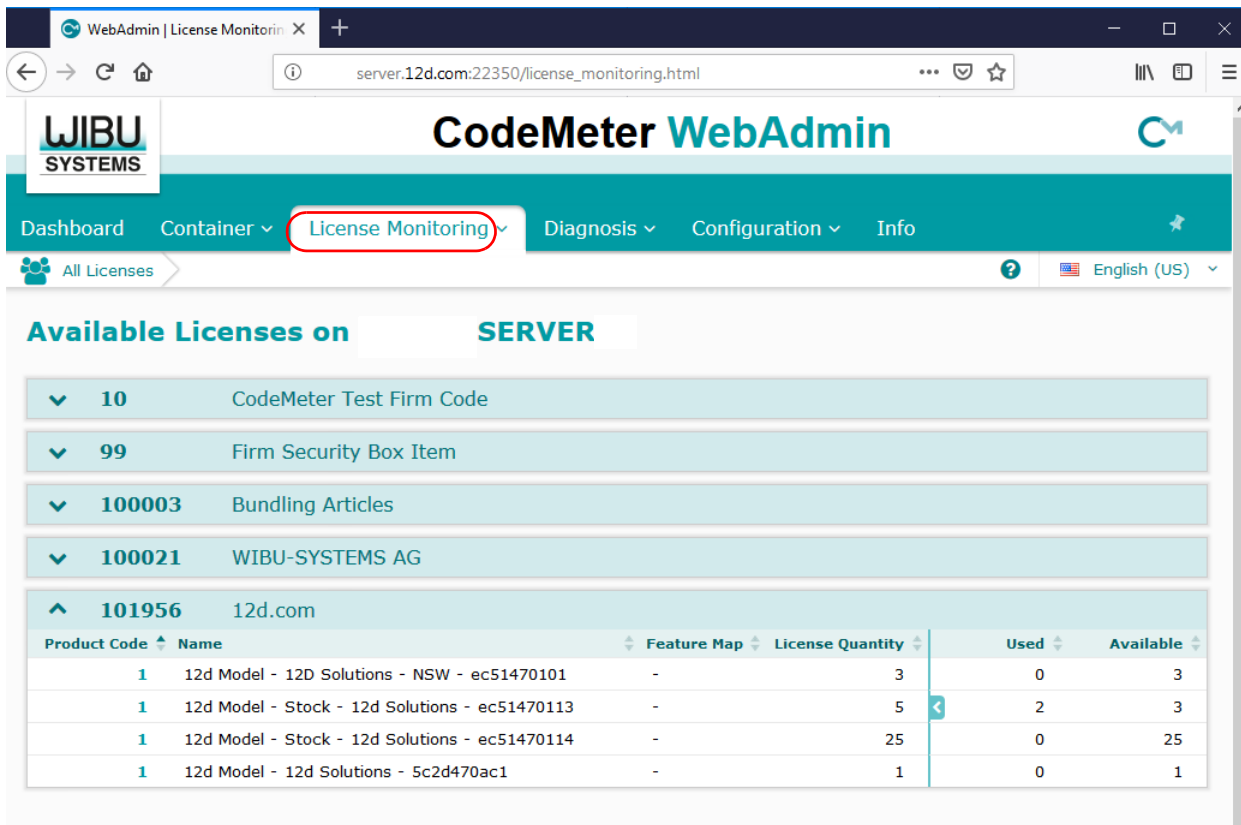 WebAdmin | License Monitorin
server.12d.com:22350/license_monitoring.html
WIBU
SYSTEMS
CodeMeter WebAdmin
CM
Dashboard Container License Monitoring Diagnosis Configuration Info
All Licenses
? English (US)
Available Licenses on SERVER
10 CodeMeter Test Firm Code
99 Firm Security Box Item
100003 Bundling Articles
100021 WIBU-SYSTEMS AG
101956 12d.com
Product Code Name Feature Map License Quantity Used Available
1 12d Model - 12D Solutions - NSW - ec51470101 - 3 0 3
1 12d Model - Stock - 12d Solutions - ec51470113 - 5 2 3
1 12d Model - Stock - 12d Solutions - ec51470114 - 25 0 25
1 12d Model - 12d Solutions - 5c2d470ac1 - 1 0 1